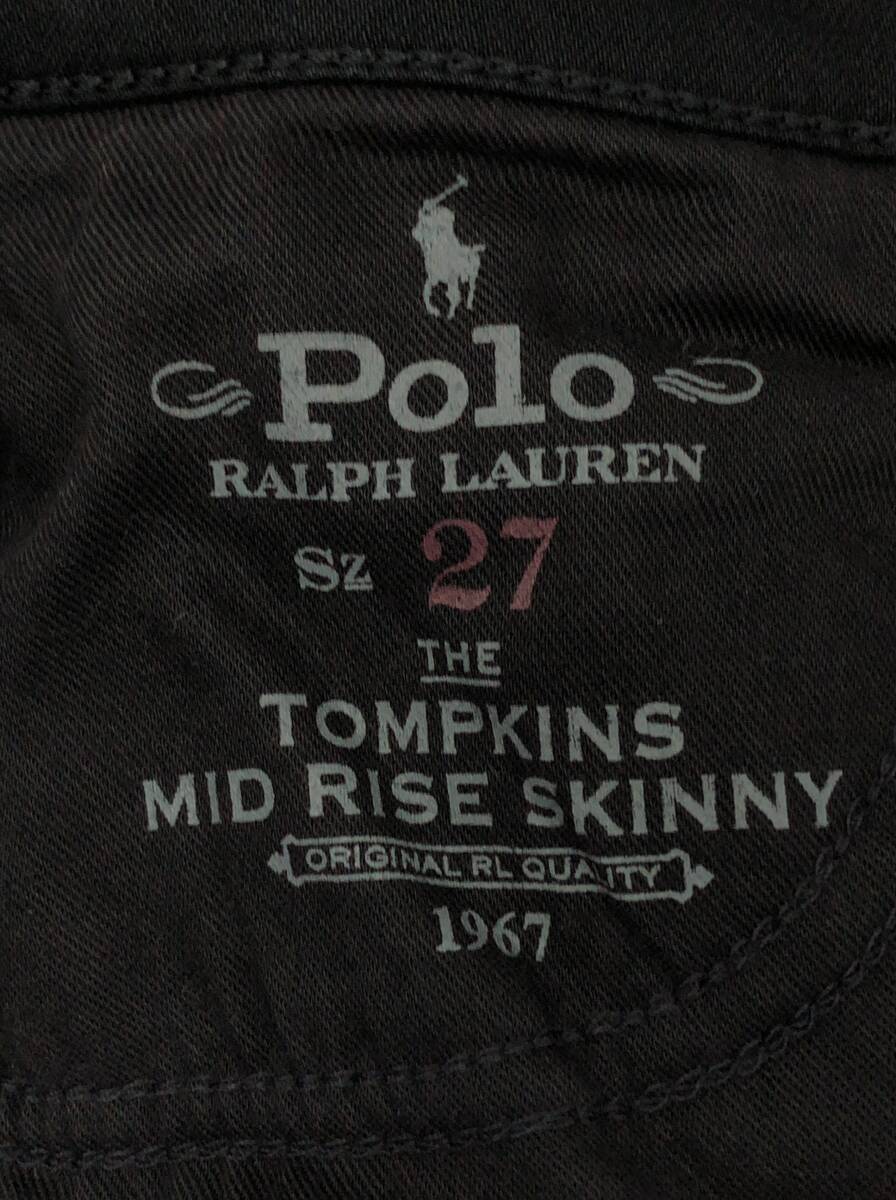 Polo
RALPH LAUREN
Sz 27
THE
TOMPKINS
MID RISE SKINNY
ORIGINAL RL QUALITY
1967